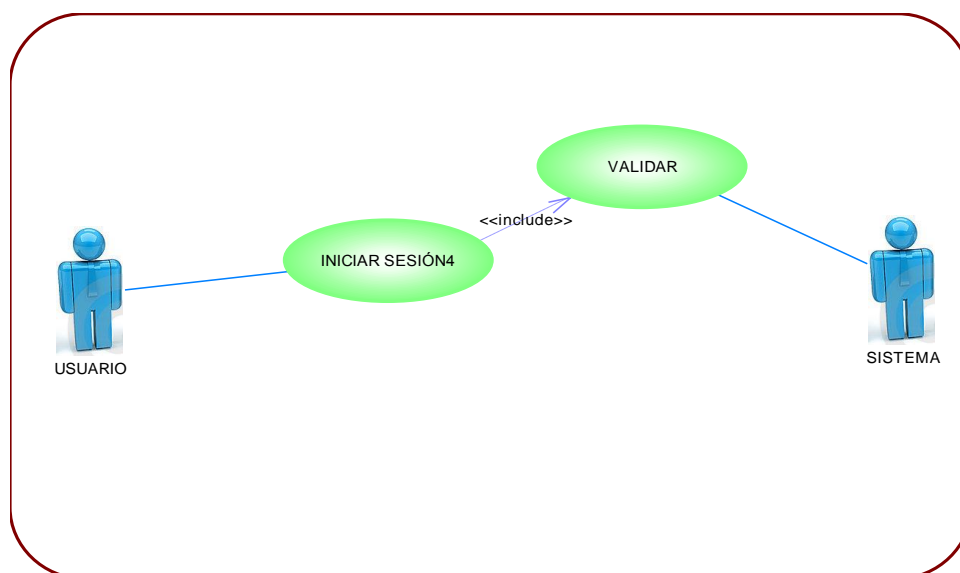 VALIDAR
<<include>>
INICIAR SESIÓN4
USUARIO
SISTEMA